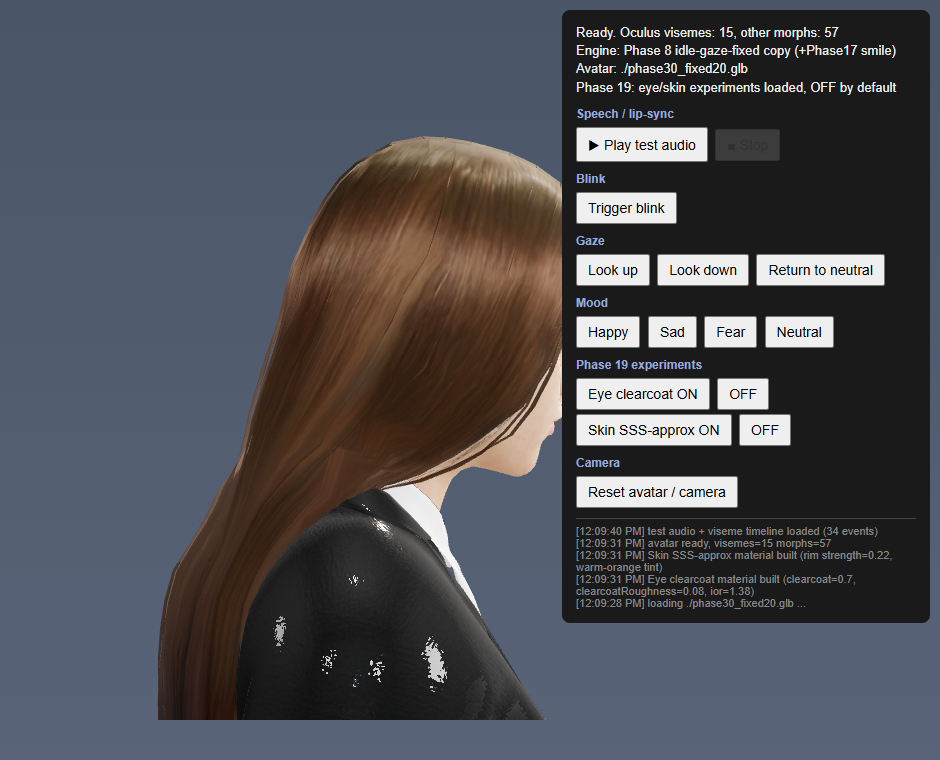 Ready. Oculus visemes: 15, other morphs: 57
Engine: Phase 8 idle-gaze-fixed copy (+Phase17 smile)
Avatar: ./phase30_fixed20.glb
Phase 19: eye/skin experiments loaded, OFF by default
Speech / lip-sync
▶ Play test audio ■ Stop
Blink
Trigger blink
Gaze
Look up Look down Return to neutral
Mood
Happy Sad Fear Neutral
Phase 19 experiments
Eye clearcoat ON OFF
Skin SSS-approx ON OFF
Camera
Reset avatar / camera
[12:09:40 PM] test audio + viseme timeline loaded (34 events)
[12:09:31 PM] avatar ready, visemes=15 morphs=57
[12:09:31 PM] Skin SSS-approx material built (rim strength=0.22,
warm-orange tint)
[12:09:31 PM] Eye clearcoat material built (clearcoat=0.7,
clearcoatRoughness=0.08, ior=1.38)
[12:09:28 PM] loading ./phase30_fixed20.glb ...